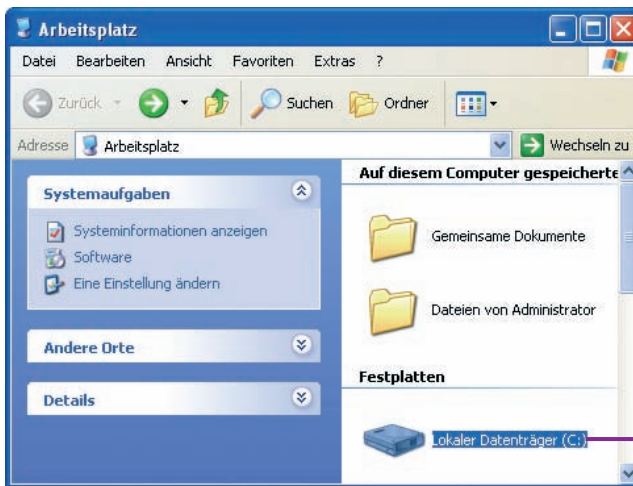 Arbeitsplatz
Datei Bearbeiten Ansicht Favoriten Extras ?
Zurück Suchen Ordner
Adresse Arbeitsplatz Wechseln zu
Auf diesem Computer gespeicherte
Systemaufgaben
Systeminformationen anzeigen
Software
Eine Einstellung ändern
Andere Orte
Details
Gemeinsame Dokumente
Dateien von Administrator
Festplatten
Lokaler Datenträger (C:)